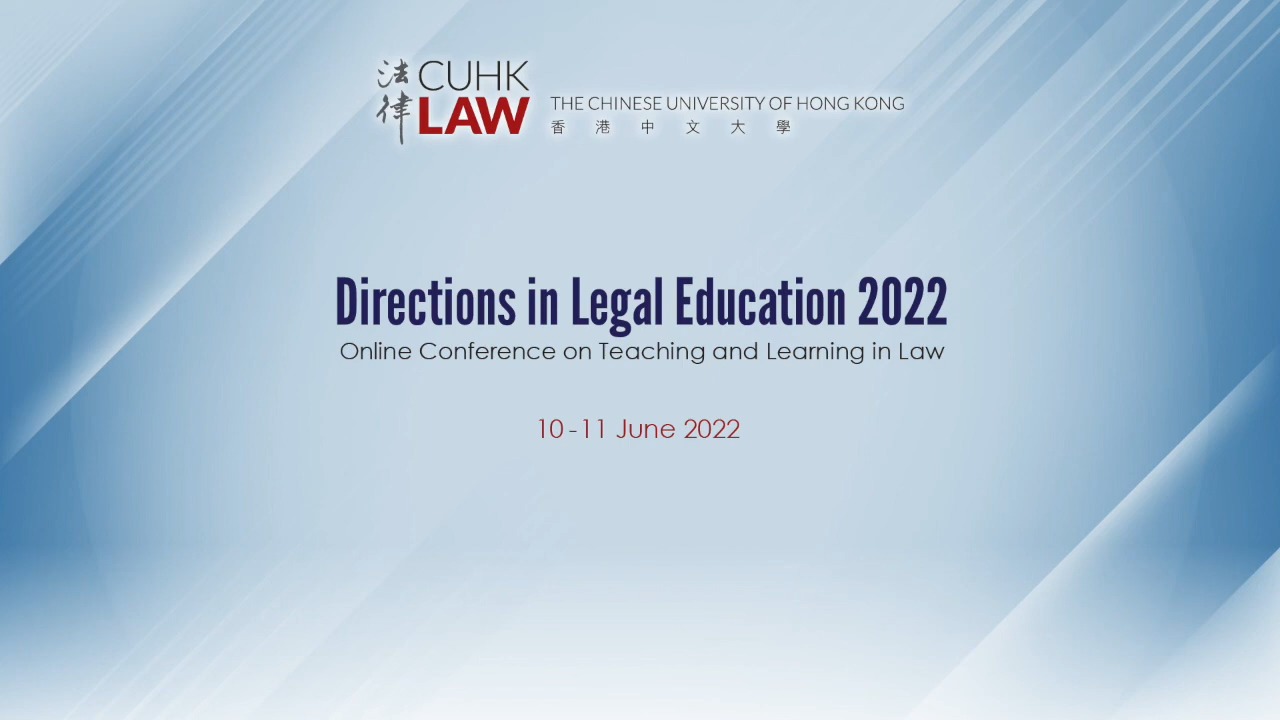 法律
CUHK
LAW
THE CHINESE UNIVERSITY OF HONG KONG
香港中文大學
Directions in Legal Education 2022
Online Conference on Teaching and Learning in Law
10-11 June 2022